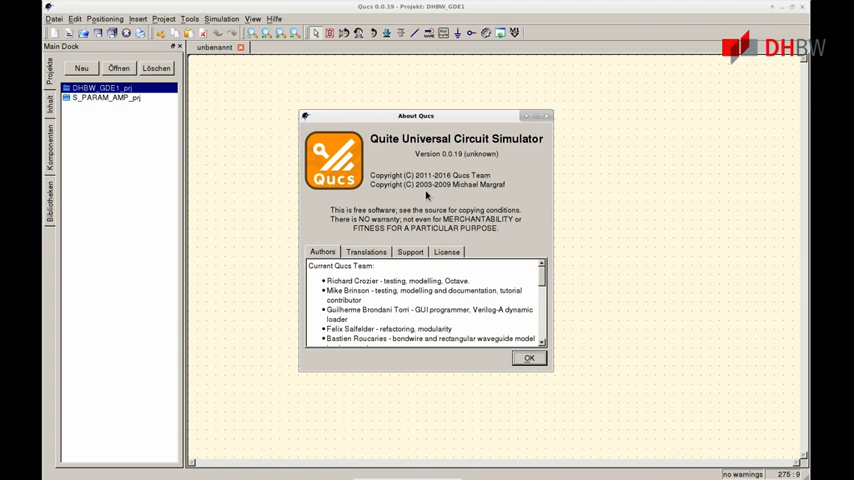 Qucs 0.0.19 - Projekt: DHBW_GDE1
Datei Edit Positioning Insert Project Tools Simulation View Hilfe
DHBW
Main Dock
unbenannt
Projekte
Inhalt
Komponenten
Bibliotheken
Neu Öffnen Löschen
DHBW_GDE1_prj
S_PARAM_AMP_prj
About Qucs
Qucs
Quite Universal Circuit Simulator
Version 0.0.19 (unknown)
Copyright (C) 2011-2016 Qucs Team
Copyright (C) 2003-2009 Michael Margraf
This is free software; see the source for copying conditions.
There is NO warranty; not even for MERCHANTABILITY or
FITNESS FOR A PARTICULAR PURPOSE.
Authors Translations Support License
Current Qucs Team:
• Richard Crozier - testing, modelling, Octave.
• Mike Brinson - testing, modelling and documentation, tutorial
contributor
• Guilherme Brondani Torri - GUI programmer, Verilog-A dynamic
loader
• Felix Salfelder - refactoring, modularity
• Bastien Roucaries - bondwire and rectangular waveguide model
OK
no warnings 275 : 9